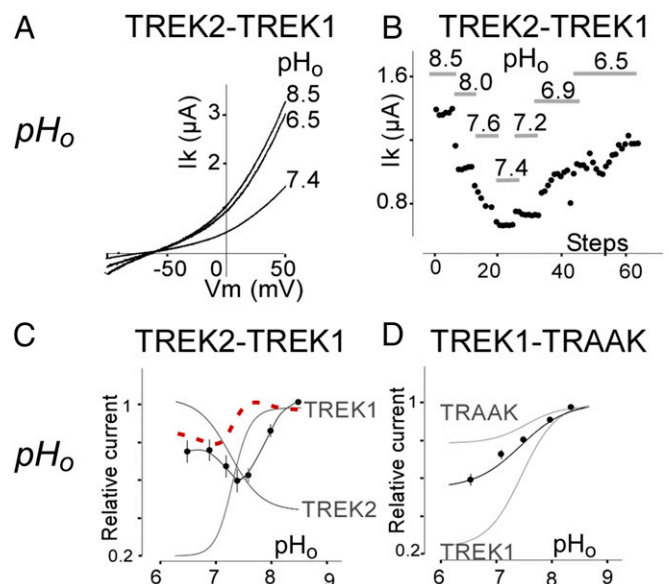 A TREK2-TREK1
pHo
pHo
Ik (µA)
3
2
8.5
6.5
7.4
-50 0 50
Vm (mV)
B TREK2-TREK1
pHo
Ik (µA)
1.6
0.8
8.5
8.0
7.6
7.4
7.2
6.9
6.5
Steps
0 20 40 60
C TREK2-TREK1
pHo
Relative current
1
0.2
TREK1
TREK2
pHo
6 7 8 9
D TREK1-TRAAK
Relative current
1
0.2
TRAAK
TREK1
pHo
6 7 8 9